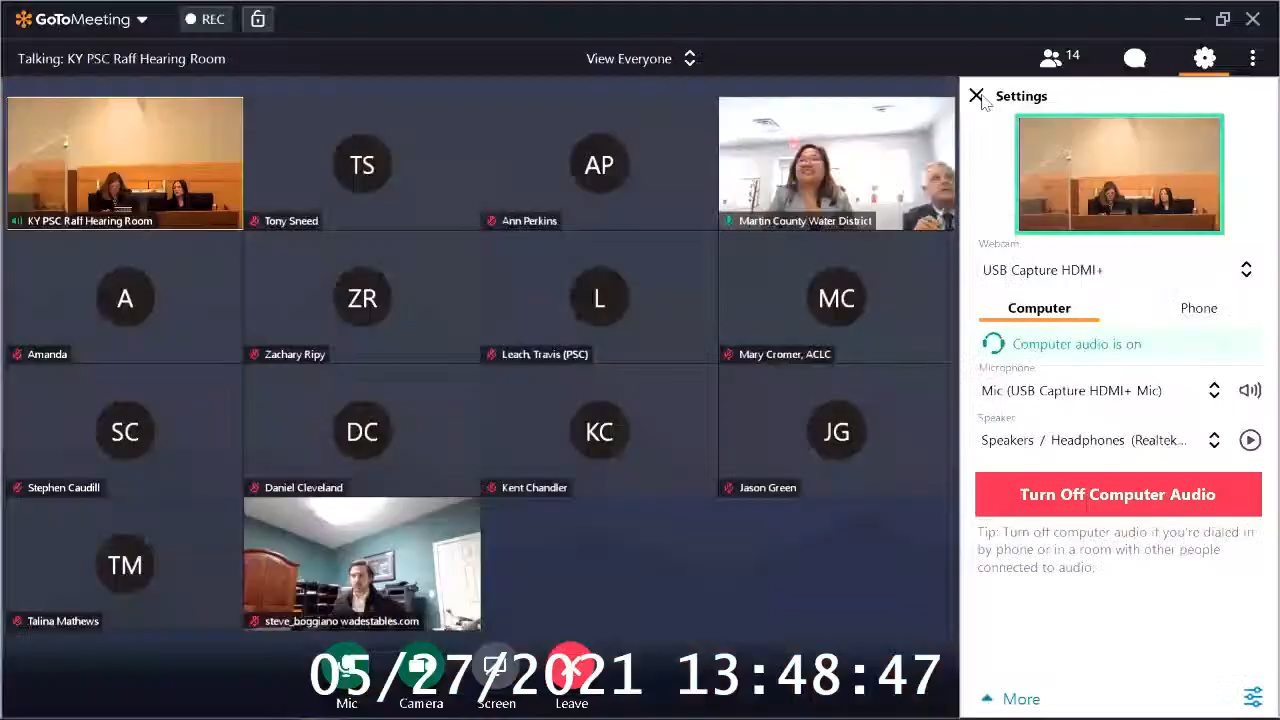 GoToMeeting
REC
Talking: KY PSC Raff Hearing Room
View Everyone
14
Settings
KY PSC Raff Hearing Room
TS
Tony Sneed
AP
Ann Perkins
Martin County Water District
A
Amanda
ZR
Zachary Ripy
L
Leach, Travis (PSC)
MC
Mary Cromer, ACLC
SC
Stephen Caudill
DC
Daniel Cleveland
KC
Kent Chandler
JG
Jason Green
TM
Talina Mathews
steve_boggiano wadestables.com
Webcam
USB Capture HDMI+
Computer
Phone
Computer audio is on
Microphone
Mic (USB Capture HDMI+ Mic)
Speaker
Speakers / Headphones (Realtek...
Turn Off Computer Audio
Tip: Turn off computer audio if you're dialed in
by phone or in a room with other people
connected to audio.
More
05/27/2021 13:48:47
Mic
Camera
Screen